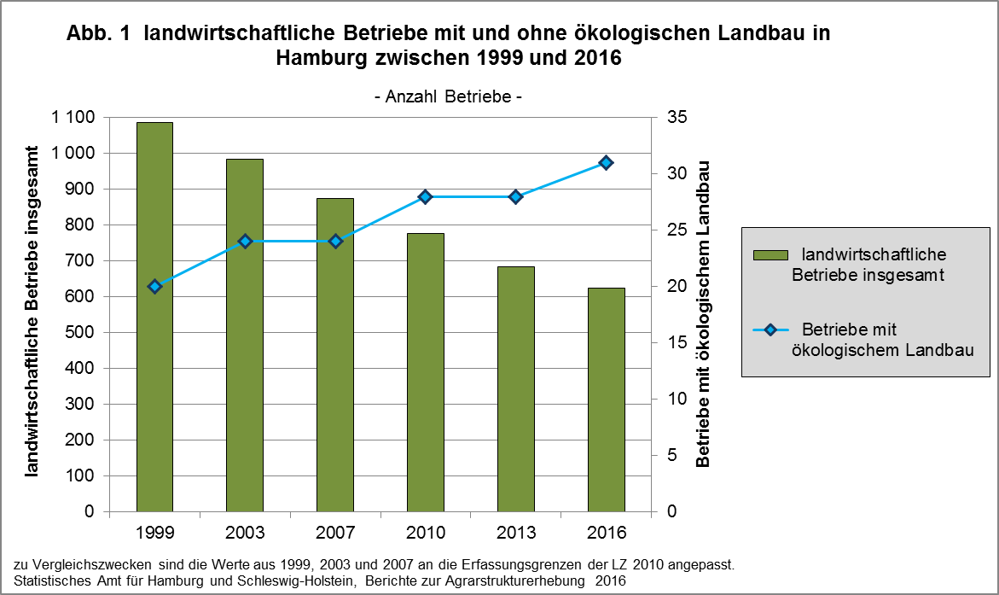 Abb. 1  landwirtschaftliche Betriebe mit und ohne ökologischen Landbau in
Hamburg zwischen 1999 und 2016
- Anzahl Betriebe -
landwirtschaftliche Betriebe insgesamt
1 100
1 000
900
800
700
600
500
400
300
200
100
0
35
30
25
20
15
10
5
0
Betriebe mit ökologischem Landbau
1999 2003 2007 2010 2013 2016
landwirtschaftliche
Betriebe insgesamt
Betriebe mit
ökologischem Landbau
zu Vergleichszwecken sind die Werte aus 1999, 2003 und 2007 an die Erfassungsgrenzen der LZ 2010 angepasst.
Statistisches Amt für Hamburg und Schleswig-Holstein, Berichte zur Agrarstrukturerhebung 2016